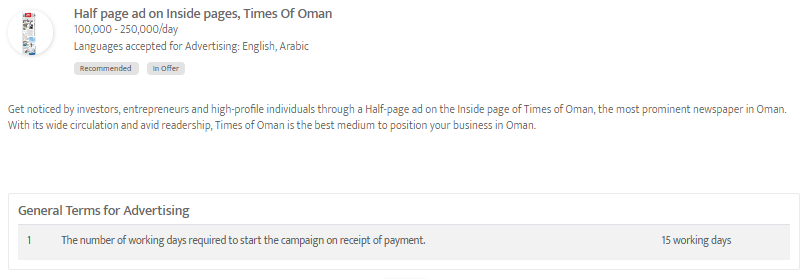 Half page ad on Inside pages, Times Of Oman
100,000 - 250,000/day
Languages accepted for Advertising: English, Arabic
Recommended In Offer
Get noticed by investors, entrepreneurs and high-profile individuals through a Half-page ad on the Inside page of Times of Oman, the most prominent newspaper in Oman.
With its wide circulation and avid readership, Times of Oman is the best medium to position your business in Oman.
General Terms for Advertising
1 The number of working days required to start the campaign on receipt of payment. 15 working days